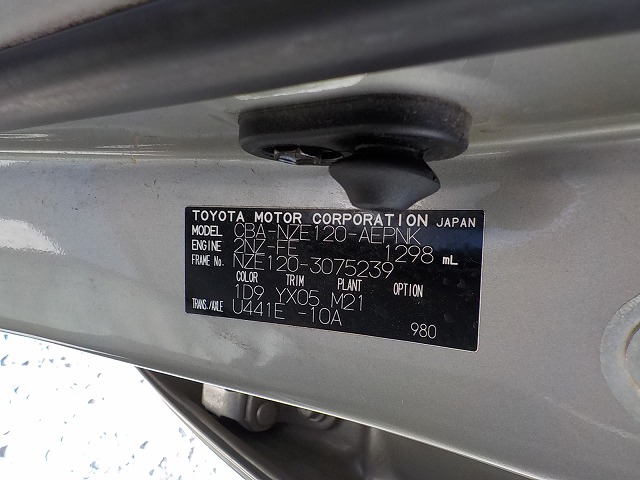 TOYOTA MOTOR CORPORATION JAPAN
MODEL CBA-NZE120-AEPNK
ENGINE 2NZ-FE 1298 mL
FRAME No. NZE120-3075239
COLOR TRIM PLANT OPTION
1D9 YX05 M21
TRANS./AXLE U441E -10A
980